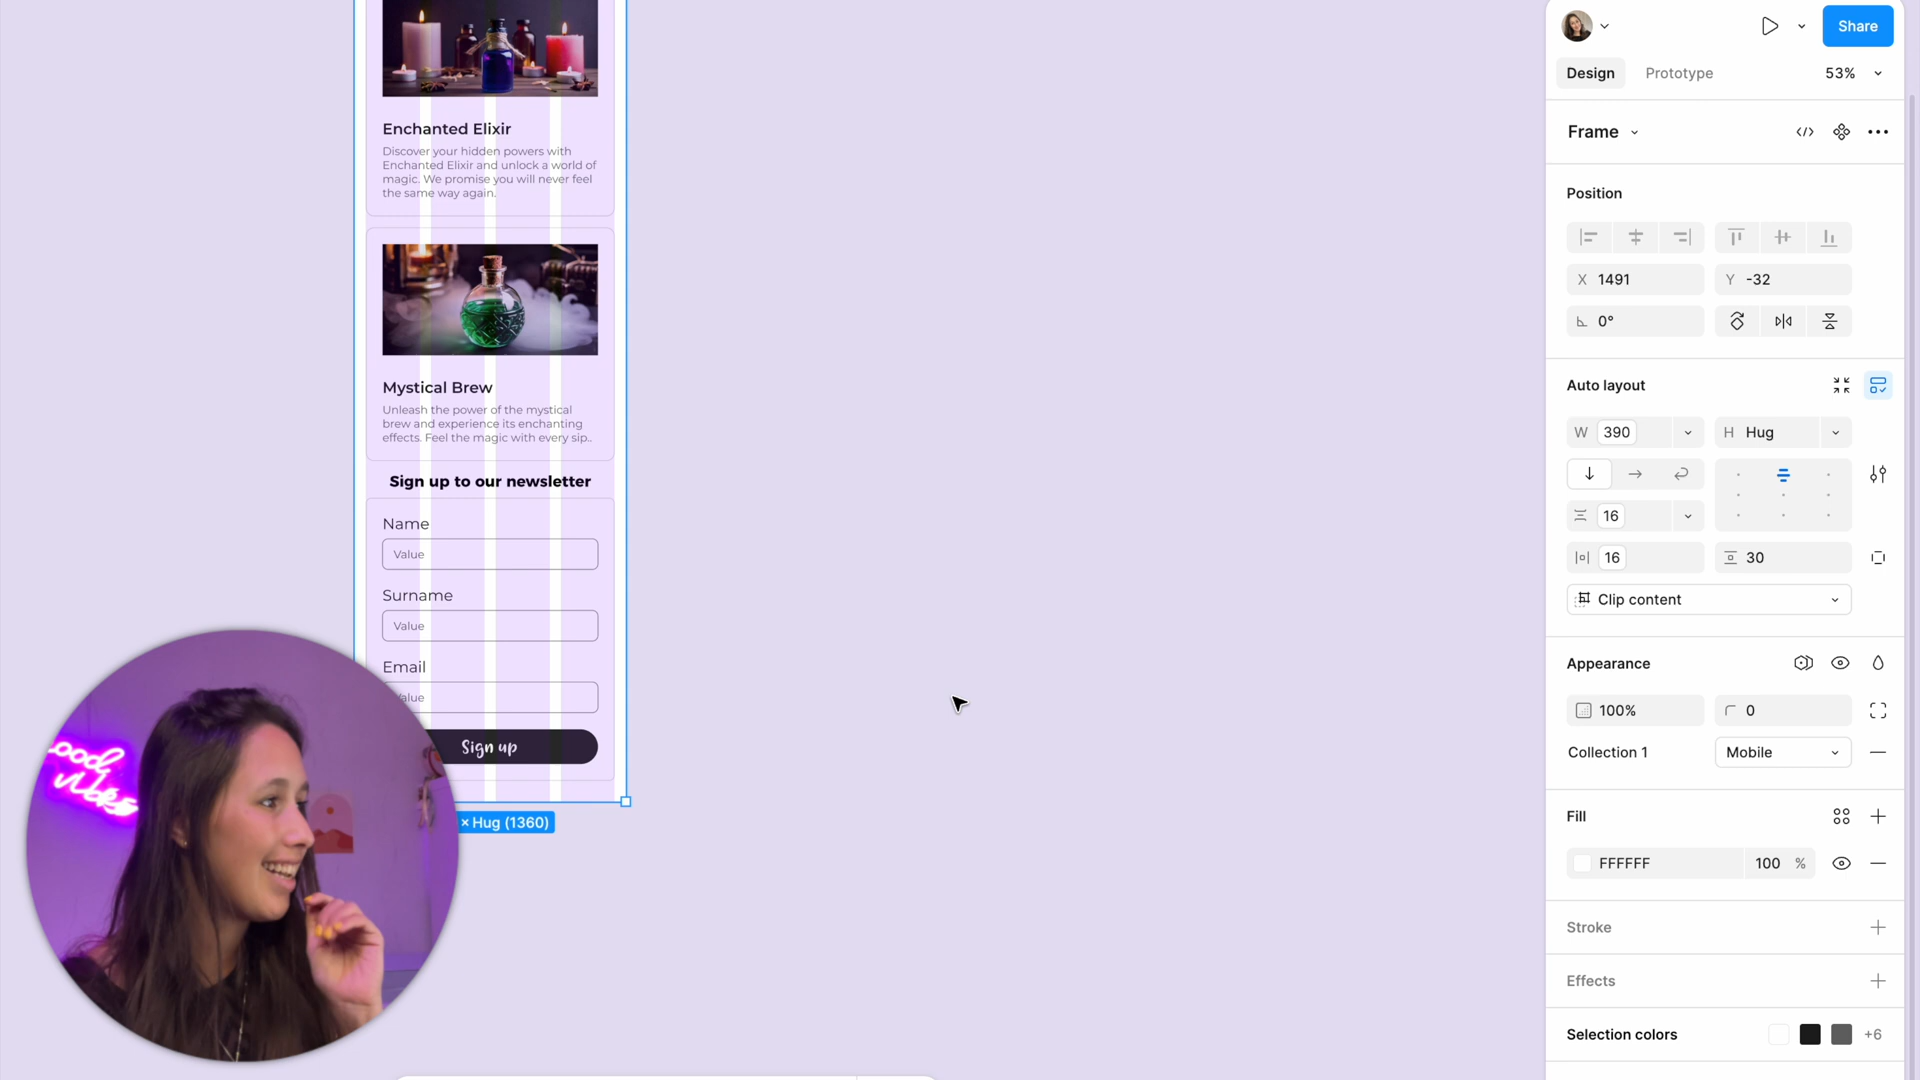 Share
Design
Prototype
53%
Frame
Enchanted Elixir
Discover your hidden powers with
Enchanted Elixir and unlock a world of
magic. We promise you will never feel
the same way again.
Position
X 1491
Y -32
0°
Mystical Brew
Unleash the power of the mystical
brew and experience its enchanting
effects. Feel the magic with every sip..
Auto layout
W 390
H Hug
16
16
30
Clip content
Sign up to our newsletter
Name
Value
Surname
Value
Email
Value
Sign up
× Hug (1360)
Appearance
100%
0
Collection 1
Mobile
Fill
FFFFFF
100 %
Stroke
Effects
Selection colors
+6
good
vibes